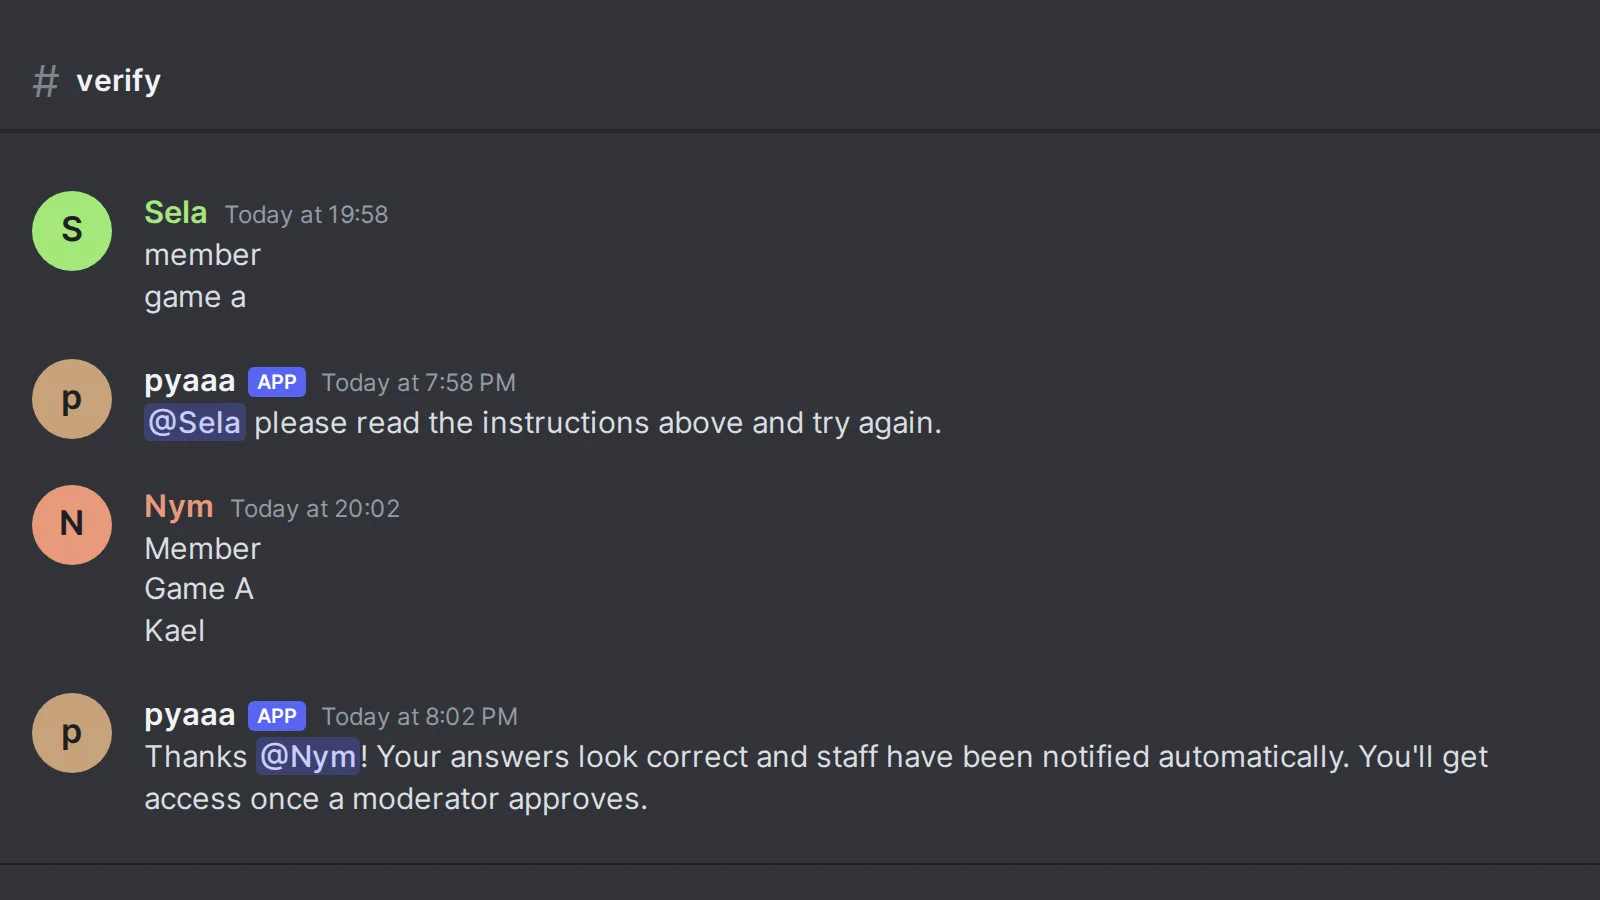 # verify
S
Sela Today at 19:58
member
game a
p
pyaaa APP Today at 7:58 PM
@Sela please read the instructions above and try again.
N
Nym Today at 20:02
Member
Game A
Kael
p
pyaaa APP Today at 8:02 PM
Thanks @Nym! Your answers look correct and staff have been notified automatically. You'll get
access once a moderator approves.